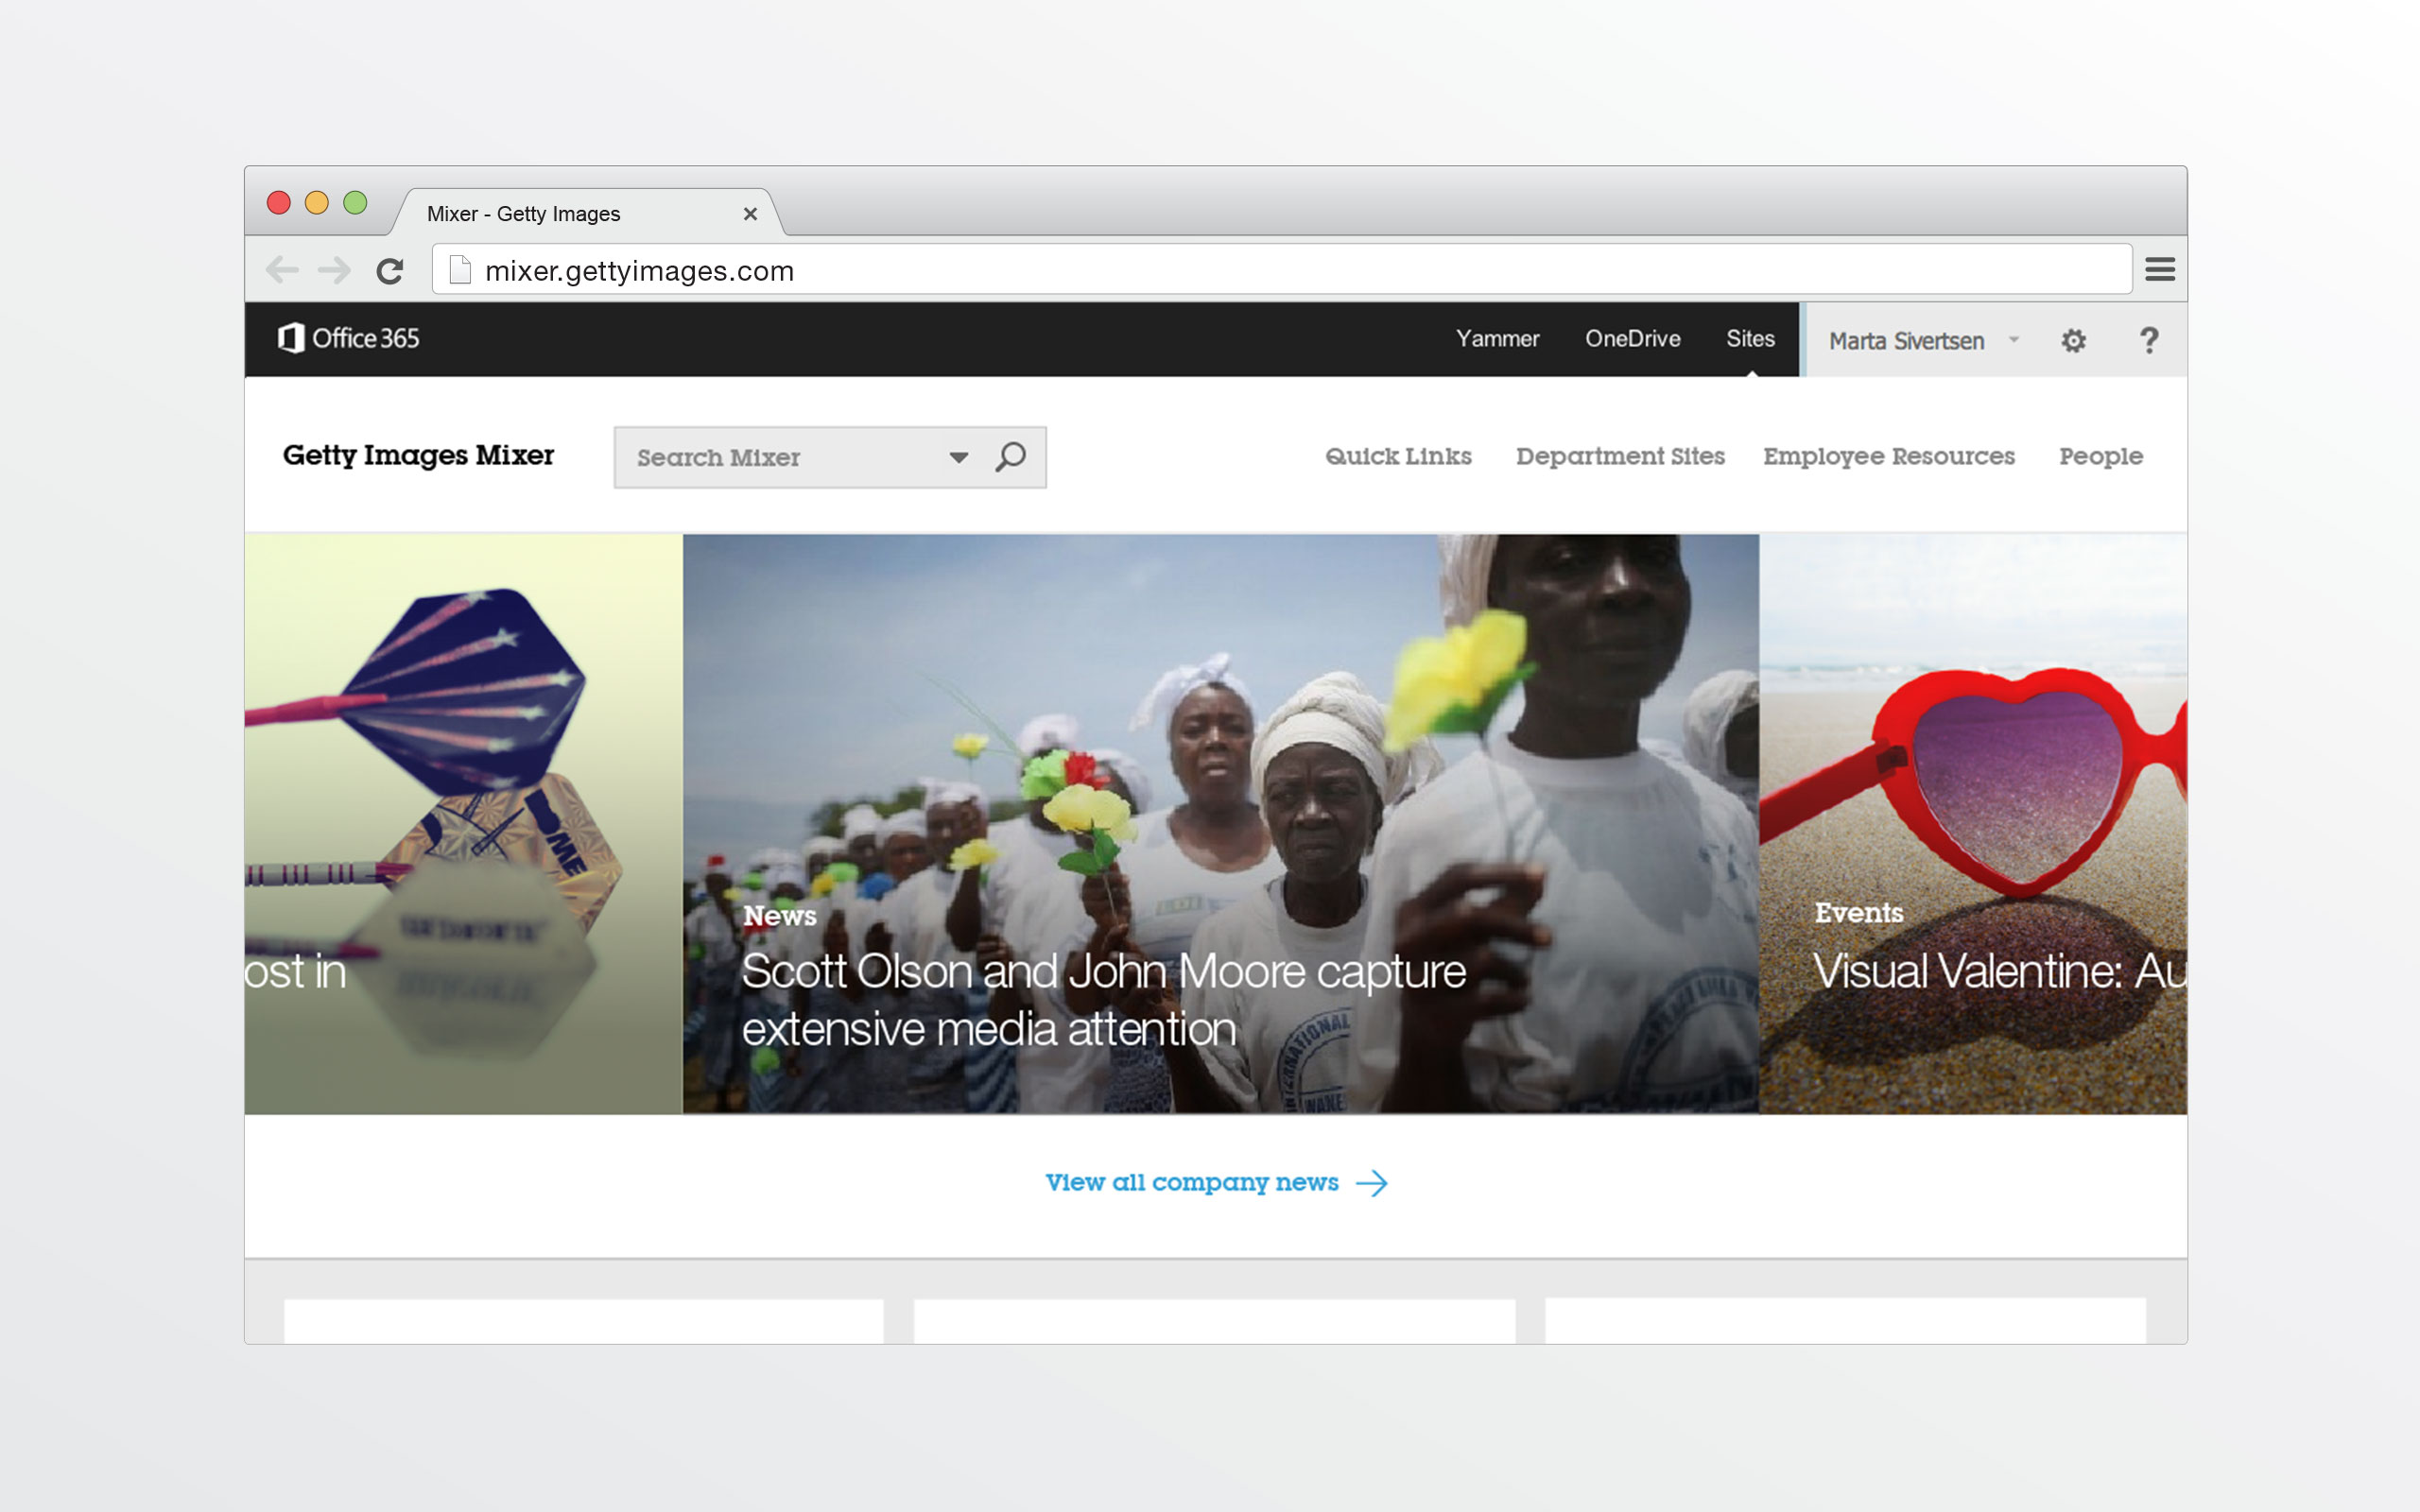 Mixer - Getty Images
mixer.gettyimages.com
Office 365
Yammer OneDrive Sites Marta Sivertsen ?
Getty Images Mixer Search Mixer Quick Links Department Sites Employee Resources People
ost in
News
Scott Olson and John Moore capture
extensive media attention
Events
Visual Valentine: Au
View all company news